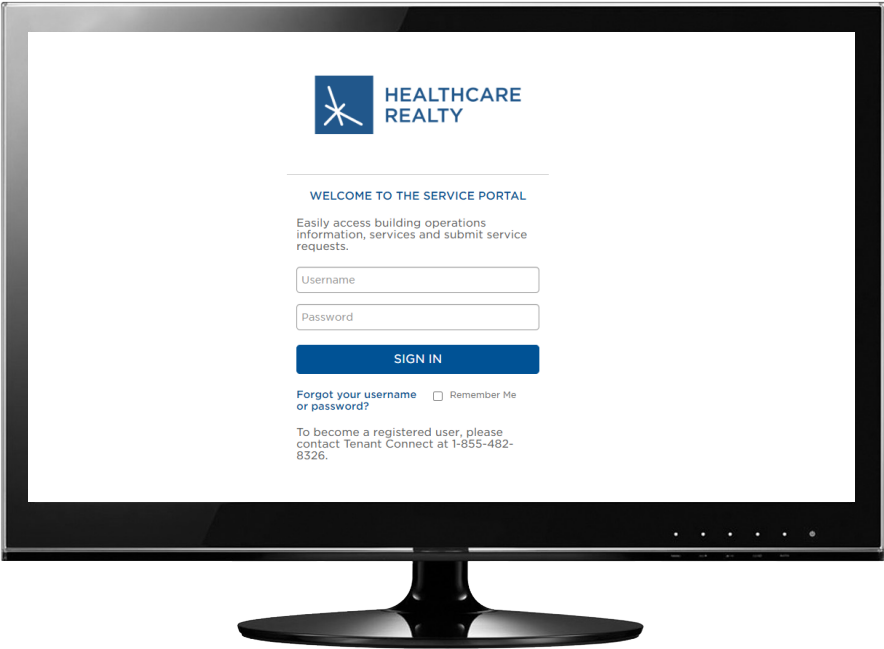 HEALTHCARE
REALTY
WELCOME TO THE SERVICE PORTAL
Easily access building operations
information, services and submit service
requests.
Username
Password
SIGN IN
Forgot your username
or password?
Remember Me
To become a registered user, please
contact Tenant Connect at 1-855-482-
8326.